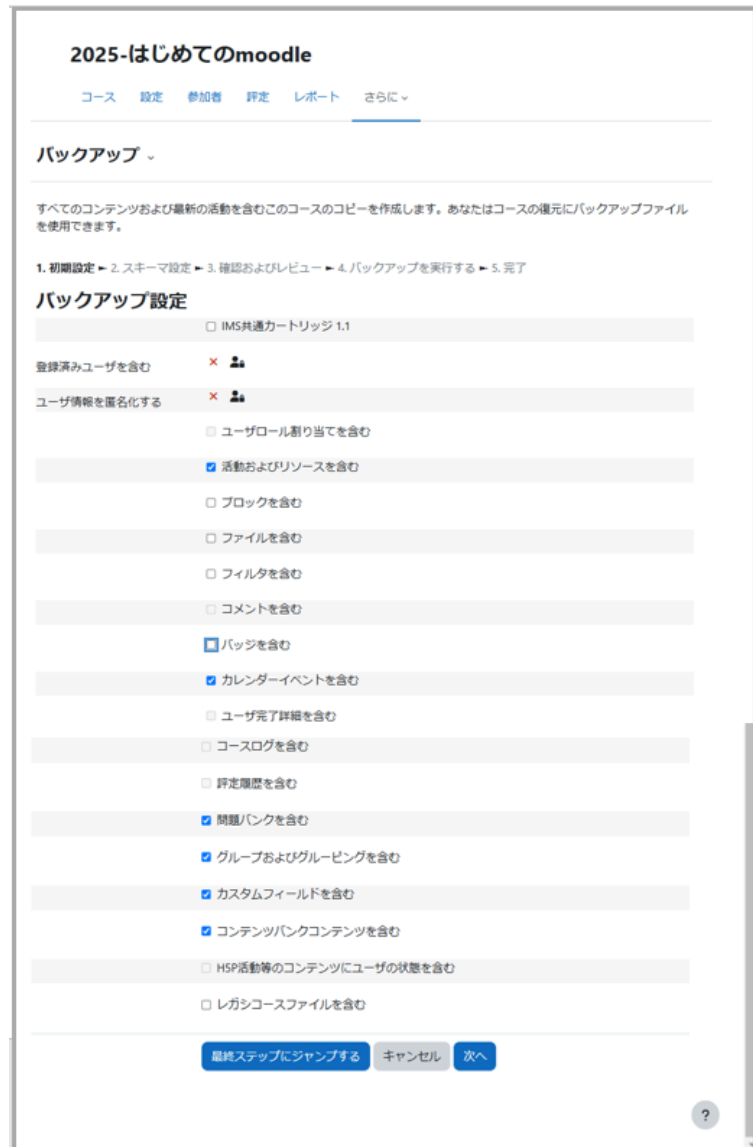 2025-はじめてのmoodle
コース 設定 参加者 評定 レポート さらに
バックアップ
すべてのコンテンツおよび最新の活動を含むこのコースのコピーを作成します。あなたはコースの復元にバックアップファイル
を使用できます。
1. 初期設定 ► 2. スキーマ設定 ► 3. 確認およびレビュー ► 4. バックアップを実行する ► 5. 完了
バックアップ設定
IMS共通カートリッジ 1.1
登録済みユーザを含む
ユーザ情報を匿名化する
ユーザロール割り当てを含む
活動およびリソースを含む
ブロックを含む
ファイルを含む
フィルタを含む
コメントを含む
バッジを含む
カレンダーイベントを含む
ユーザ完了詳細を含む
コースログを含む
評定履歴を含む
問題バンクを含む
グループおよびグルーピングを含む
カスタムフィールドを含む
コンテンツバンクコンテンツを含む
H5P活動等のコンテンツにユーザの状態を含む
レガシコースファイルを含む
最終ステップにジャンプする キャンセル 次へ
?